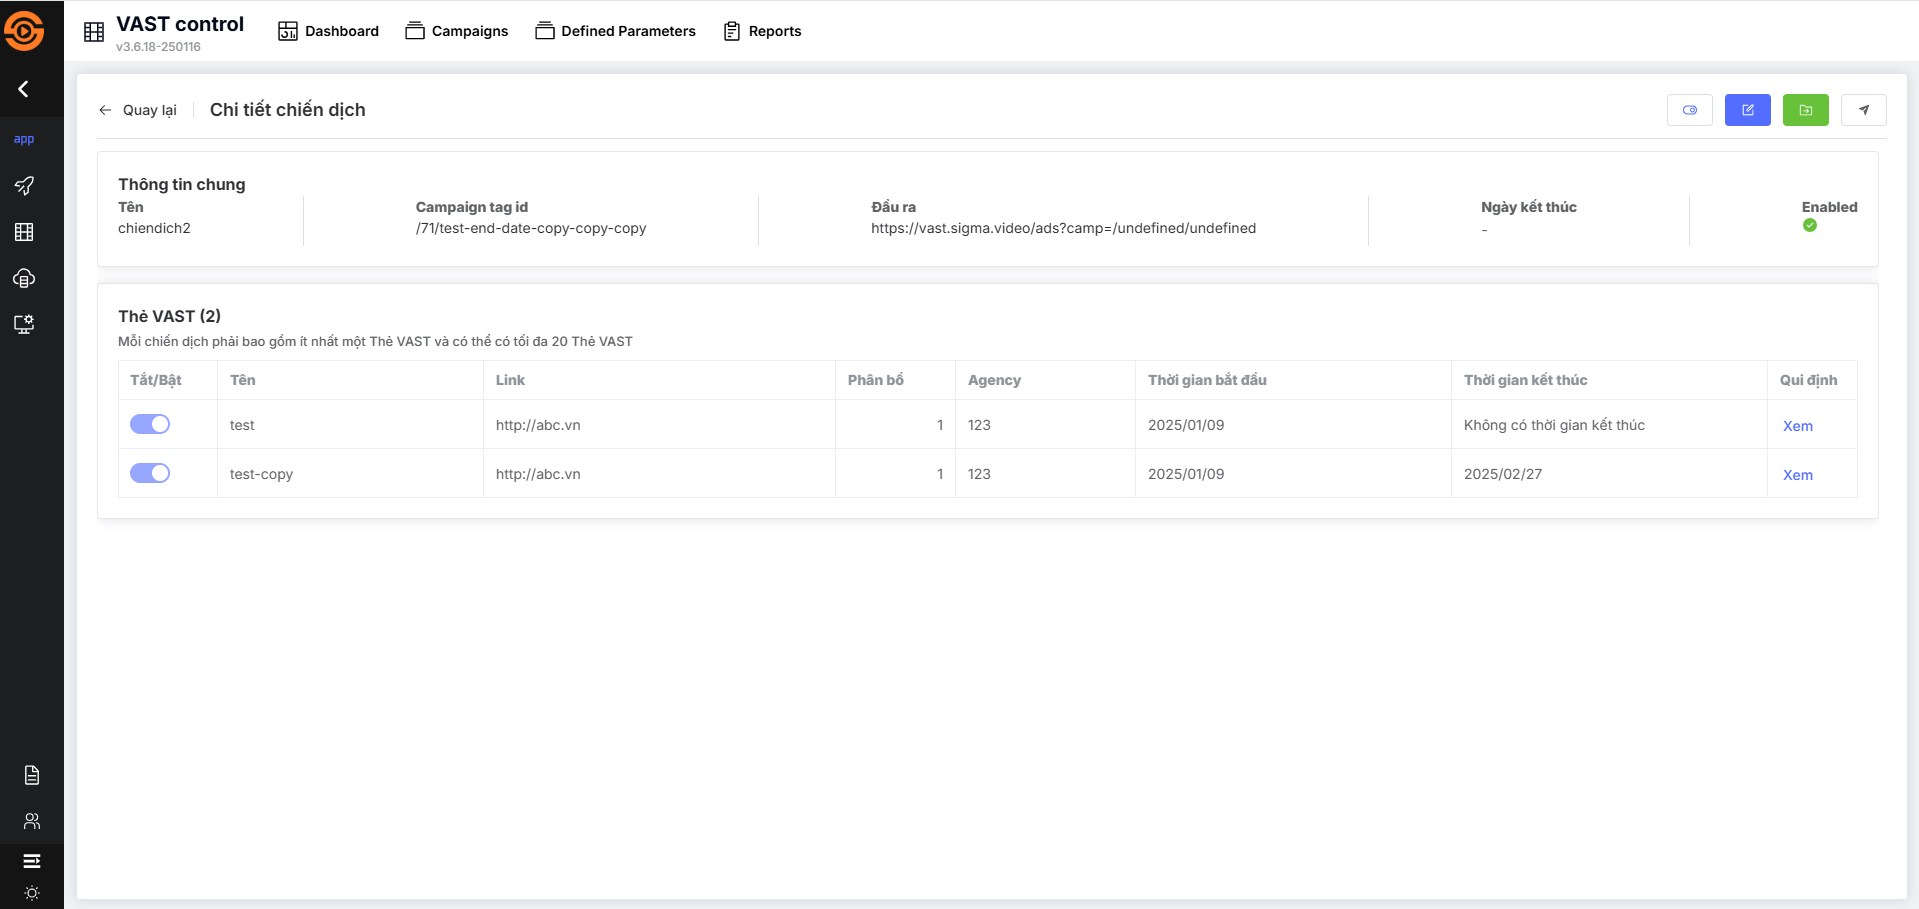 VAST control
v3.6.18-250116
Dashboard
Campaigns
Defined Parameters
Reports
app
Quay lại
Chi tiết chiến dịch
Thông tin chung
Tên
chiendich2
Campaign tag id
/71/test-end-date-copy-copy-copy
Đầu ra
https://vast.sigma.video/ads?camp=/undefined/undefined
Ngày kết thúc
-
Enabled
Thẻ VAST (2)
Mỗi chiến dịch phải bao gồm ít nhất một Thẻ VAST và có thể có tối đa 20 Thẻ VAST
Tắt/Bật Tên Link Phân bổ Agency Thời gian bắt đầu Thời gian kết thúc Qui định
test http://abc.vn 1 123 2025/01/09 Không có thời gian kết thúc Xem
test-copy http://abc.vn 1 123 2025/01/09 2025/02/27 Xem